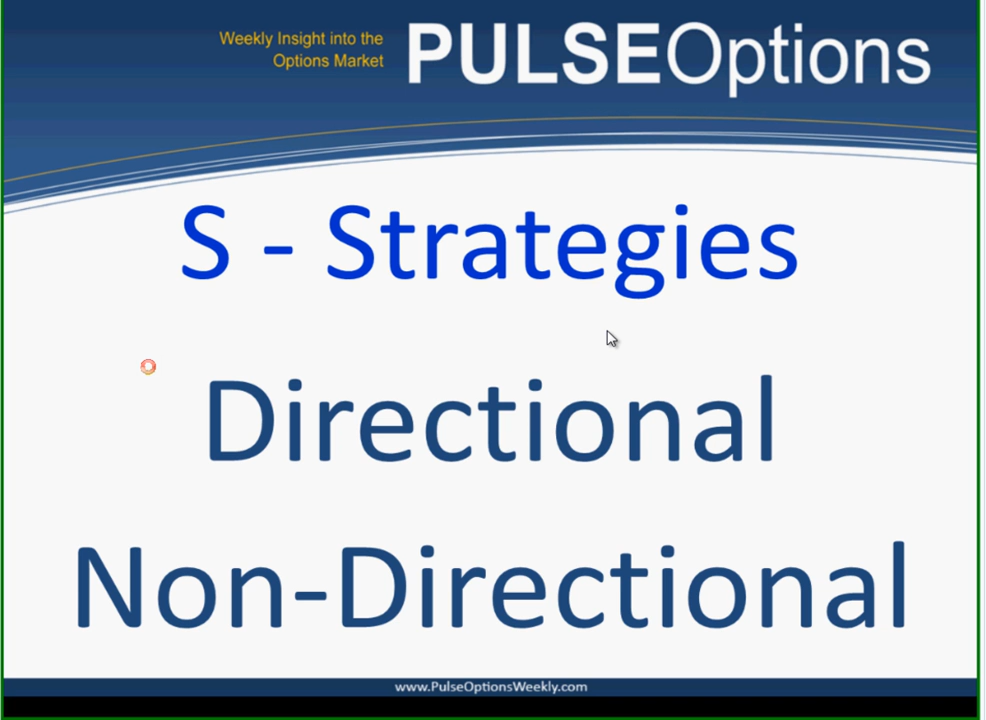 Weekly Insight into the
Options Market
PULSEOptions
S - Strategies
Directional
Non-Directional
www.PulseOptionsWeekly.com